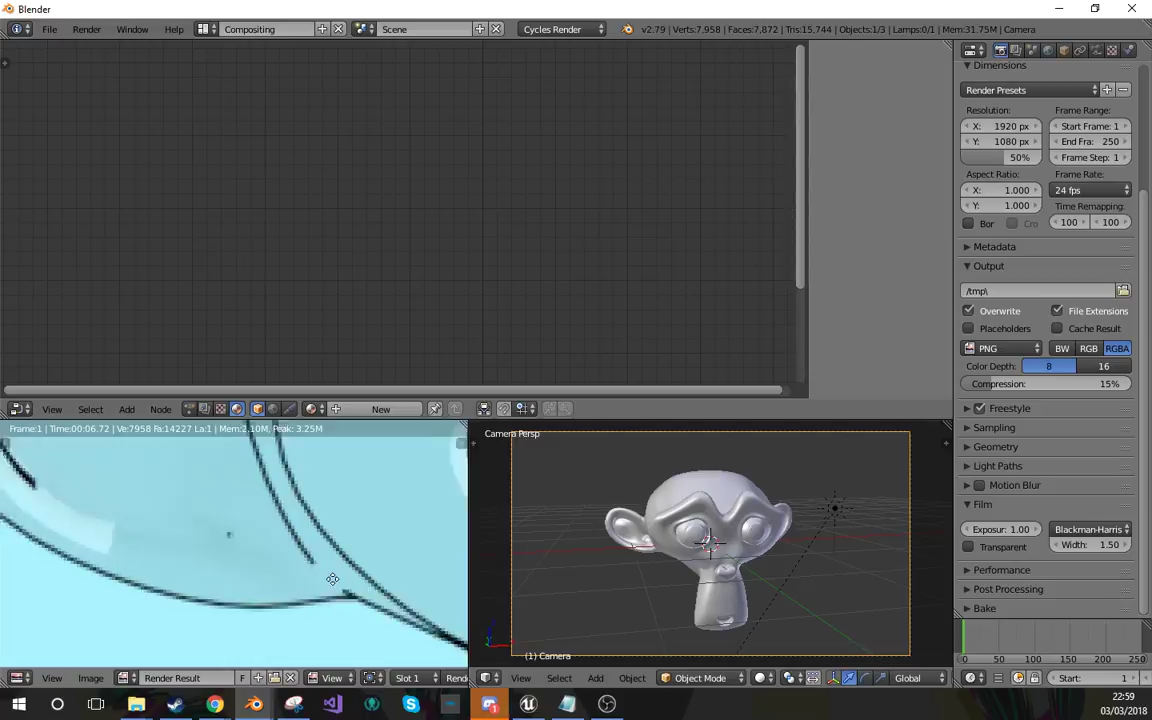 Blender
File Render Window Help Compositing Scene Cycles Render v2.79 | Verts:7,958 | Faces:7,872 | Tris:15,744 | Objects:1/3 | Lamps:0/1 | Mem:31.75M | Camera
Dimensions
Render Presets
Resolution: Frame Range:
X: 1920 px Start Frame: 1
Y: 1080 px End Fra: 250
50% Frame Step: 1
Aspect Ratio: Frame Rate:
X: 1.000 24 fps
Y: 1.000 Time Remapping:
Bor Cro 100 100
Metadata
Output
/tmp\
Overwrite File Extensions
Placeholders Cache Result
PNG BW RGB RGBA
Color Depth: 8 16
Compression: 15%
Freestyle
Sampling
Geometry
Light Paths
Motion Blur
Film
Exposur: 1.00 Blackman-Harris
Transparent Width: 1.50
Performance
Post Processing
Bake
View Select Add Node New
Frame:1 | Time:00:06.72 | Ve:7958 Fa:14227 La:1 | Mem:2.10M, Peak: 3.25M
Camera Persp
(1) Camera
View Image Render Result F View Slot 1 Rend
View Select Add Object Object Mode Global
0 50 100 150 200 250
Start: 1
22:59
03/03/2018